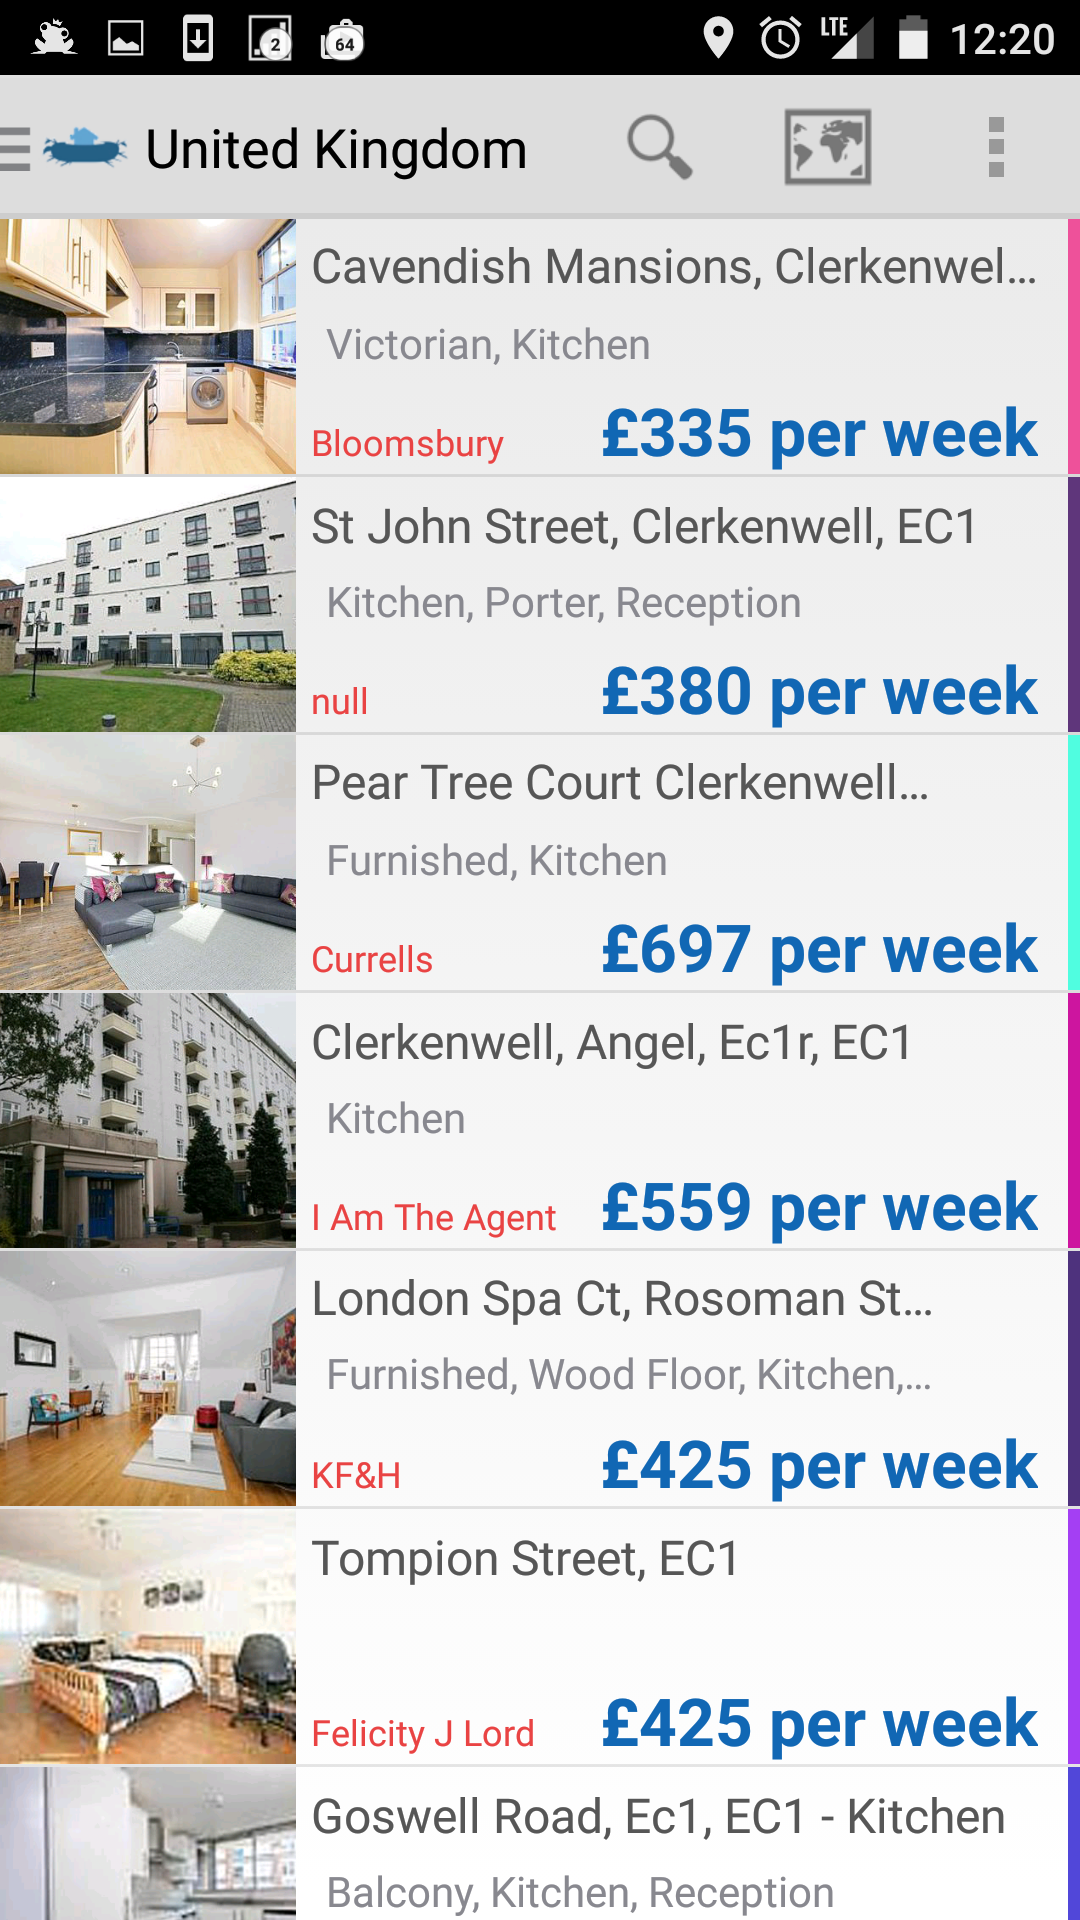 2
64
LTE
12:20
United Kingdom
Cavendish Mansions, Clerkenwel...
Victorian, Kitchen
Bloomsbury
£335 per week
St John Street, Clerkenwell, EC1
Kitchen, Porter, Reception
null
£380 per week
Pear Tree Court Clerkenwell...
Furnished, Kitchen
Currells
£697 per week
Clerkenwell, Angel, Ec1r, EC1
Kitchen
I Am The Agent
£559 per week
London Spa Ct, Rosoman St...
Furnished, Wood Floor, Kitchen,...
KF&H
£425 per week
Tompion Street, EC1
Felicity J Lord
£425 per week
Goswell Road, Ec1, EC1 - Kitchen
Balcony, Kitchen, Reception